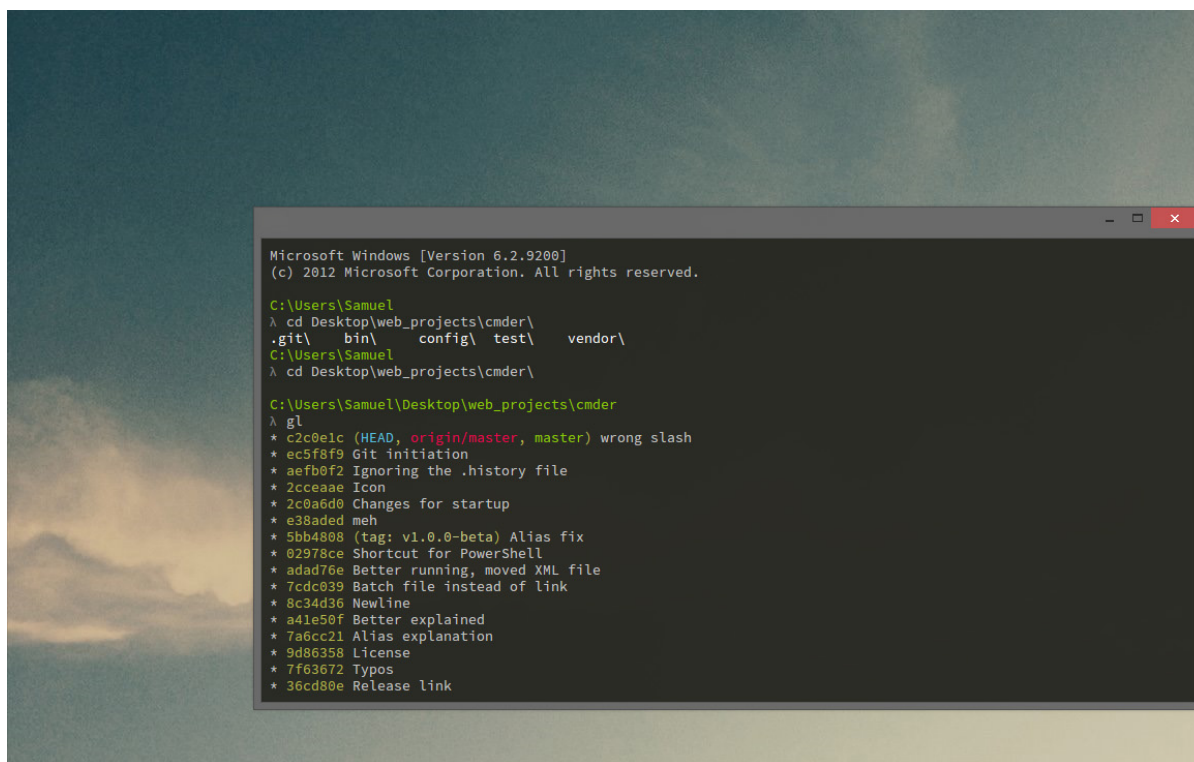 Microsoft Windows [Version 6.2.9200]
(c) 2012 Microsoft Corporation. All rights reserved.
C:\Users\Samuel
λ cd Desktop\web_projects\cmder\
.git\    bin\     config\  test\    vendor\
C:\Users\Samuel
λ cd Desktop\web_projects\cmder\
C:\Users\Samuel\Desktop\web_projects\cmder
λ gl
* c2c0e1c (HEAD, origin/master, master) wrong slash
* ec5f8f9 Git initiation
* aefb0f2 Ignoring the .history file
* 2cceaae Icon
* 2c0a6d0 Changes for startup
* e38aded meh
* 5bb4808 (tag: v1.0.0-beta) Alias fix
* 02978ce Shortcut for PowerShell
* adad76e Better running, moved XML file
* 7cdc039 Batch file instead of link
* 8c34d36 Newline
* a41e50f Better explained
* 7a6cc21 Alias explanation
* 9d86358 License
* 7f63672 Typos
* 36cd80e Release link